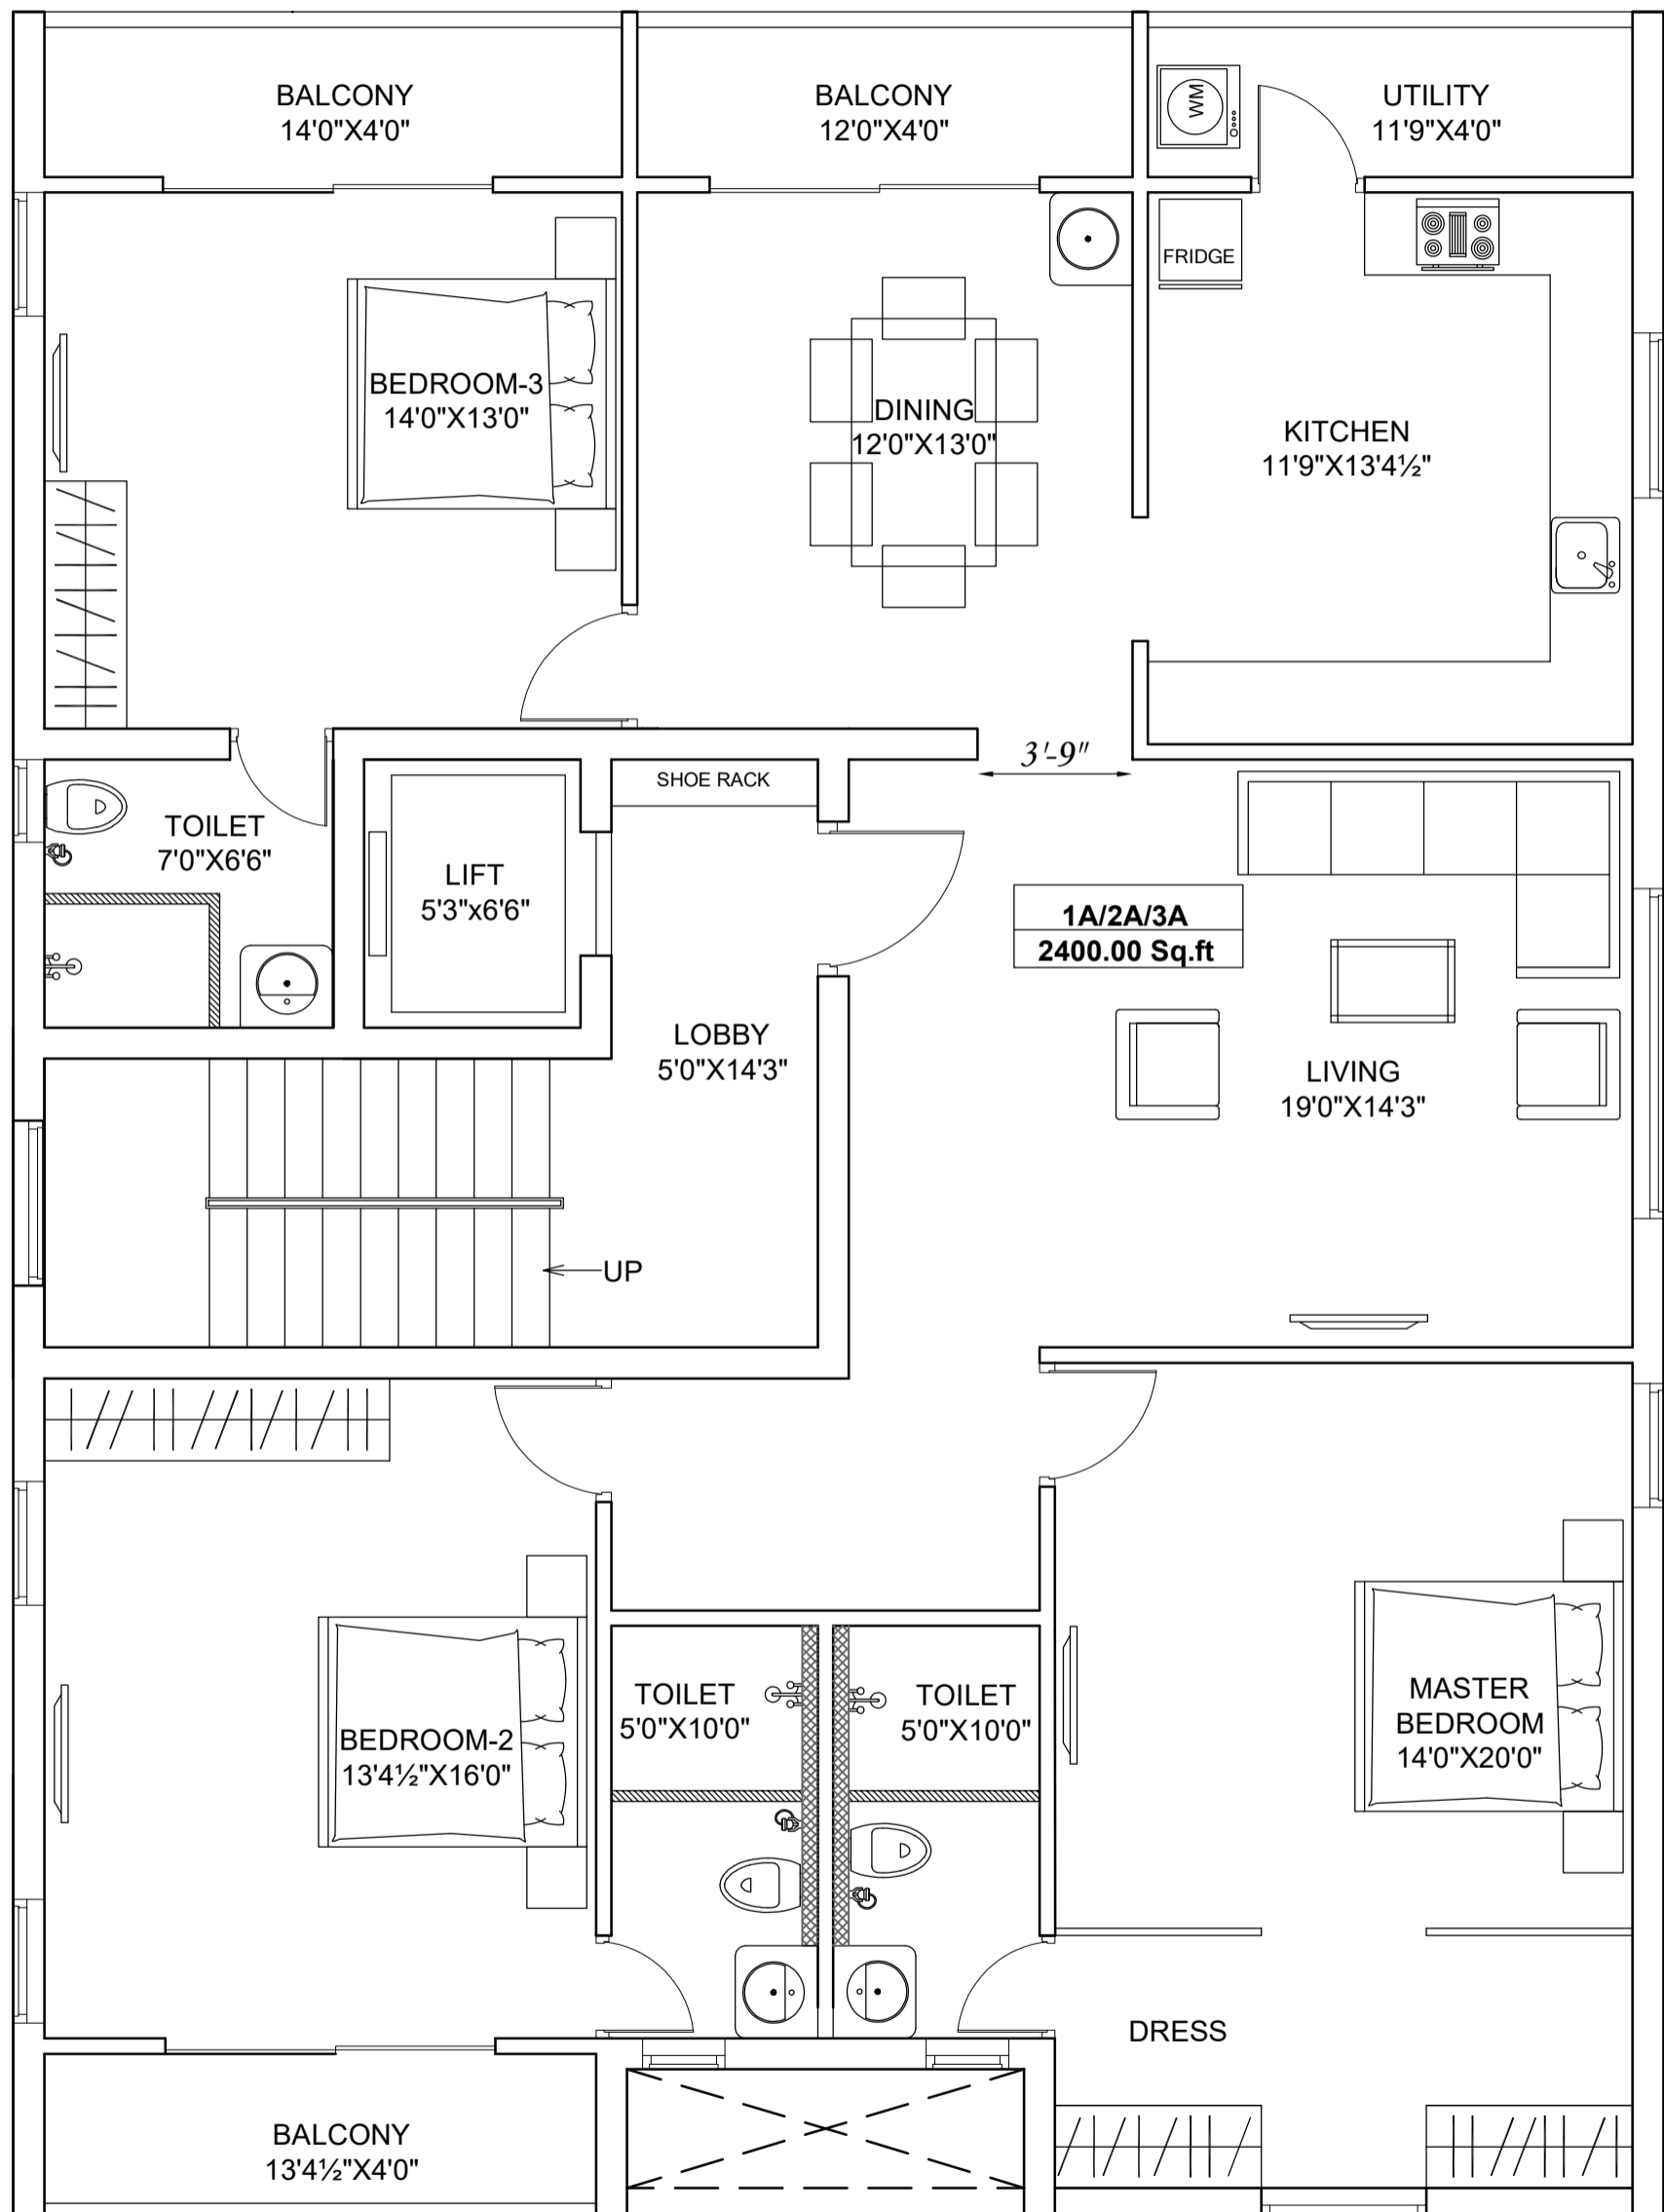 BALCONY
14'0"X4'0"
BALCONY
12'0"X4'0"
WM
UTILITY
11'9"X4'0"
FRIDGE
BEDROOM-3
14'0"X13'0"
DINING
12'0"X13'0"
KITCHEN
11'9"X13'4½"
3'-9"
SHOE RACK
TOILET
7'0"X6'6"
LIFT
5'3"x6'6"
1A/2A/3A
2400.00 Sq.ft
LOBBY
5'0"X14'3"
LIVING
19'0"X14'3"
UP
TOILET
5'0"X10'0"
TOILET
5'0"X10'0"
MASTER
BEDROOM
14'0"X20'0"
BEDROOM-2
13'4½"X16'0"
DRESS
BALCONY
13'4½"X4'0"